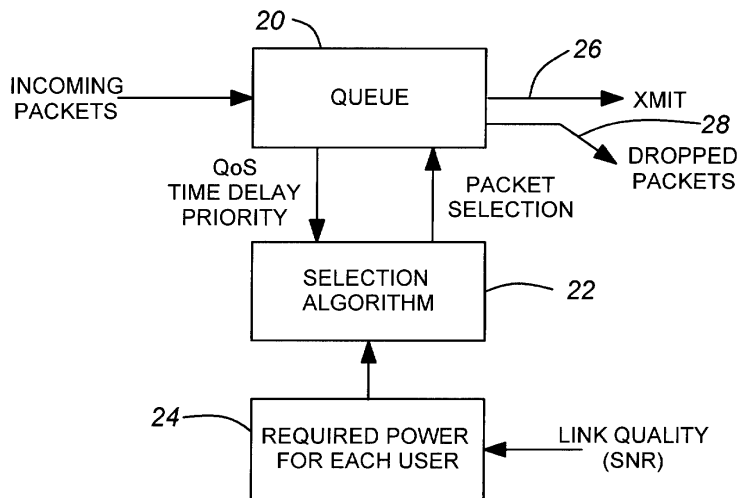 20
26
INCOMING
PACKETS
QUEUE
XMIT
28
DROPPED
PACKETS
QoS
TIME DELAY
PRIORITY
PACKET
SELECTION
SELECTION
ALGORITHM
22
24
REQUIRED POWER
FOR EACH USER
LINK QUALITY
(SNR)